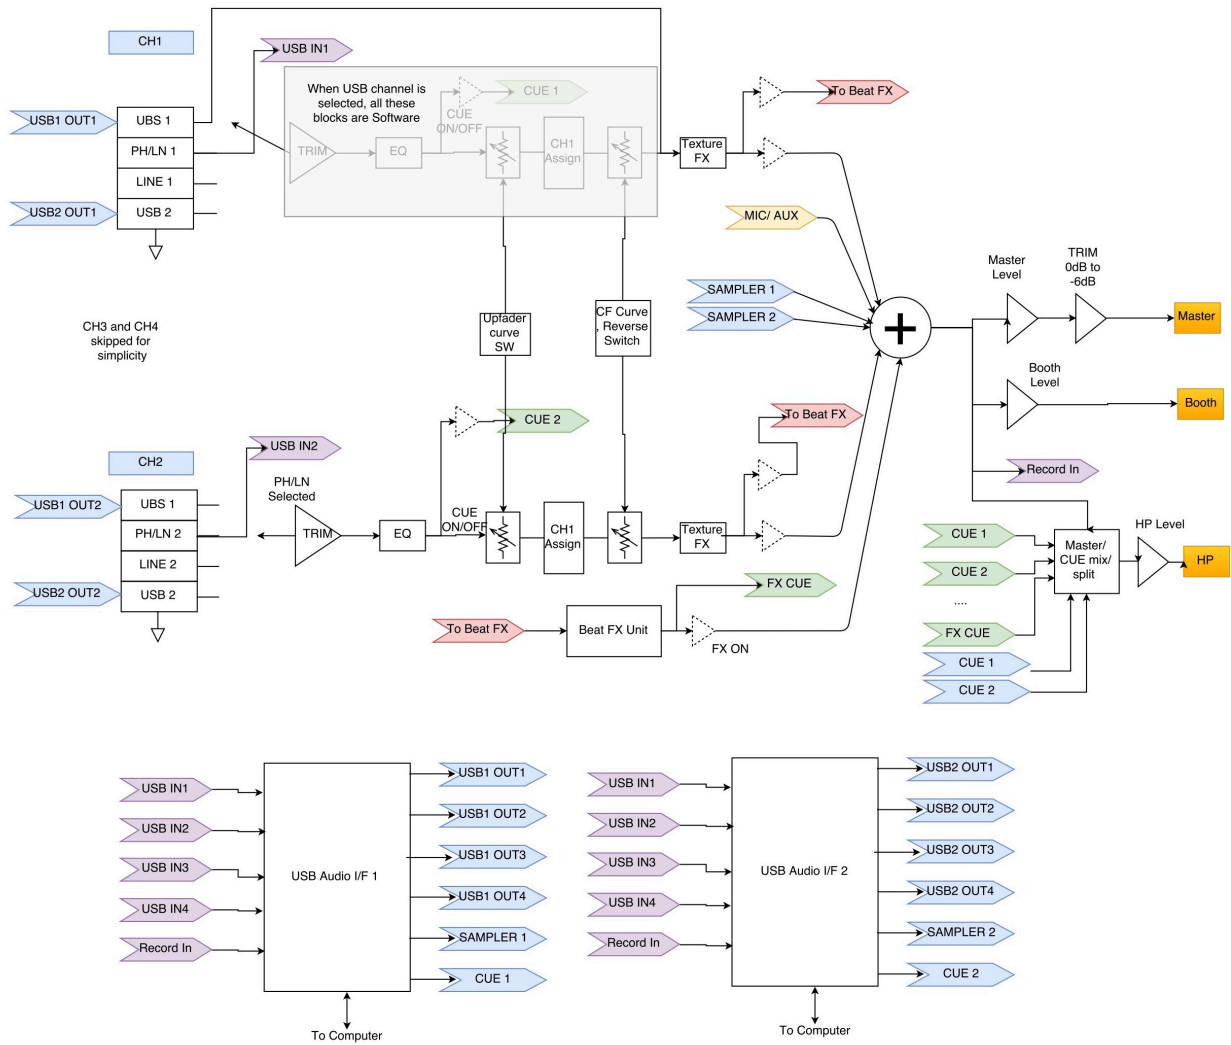 CH1
USB IN1
When USB channel is
selected, all these
blocks are Software
CUE 1
CUE
ON/OFF
To Beat FX
USB1 OUT1
UBS 1
PH/LN 1
LINE 1
USB2 OUT1
USB 2
TRIM
EQ
CH1
Assign
Texture
FX
MIC/ AUX
SAMPLER 1
SAMPLER 2
Master
Level
TRIM
0dB to
-6dB
Master
CH3 and CH4
skipped for
simplicity
Upfader
curve
SW
CF Curve
, Reverse
Switch
Booth
Level
Booth
CUE 2
To Beat FX
CH2
USB IN2
Record In
PH/LN
Selected
USB1 OUT2
UBS 1
PH/LN 2
LINE 2
USB2 OUT2
USB 2
TRIM
EQ
CUE
ON/OFF
CH1
Assign
Texture
FX
CUE 1
CUE 2
....
FX CUE
CUE 1
CUE 2
Master/
CUE mix/
split
HP Level
HP
FX CUE
To Beat FX
Beat FX Unit
FX ON
USB IN1
USB IN2
USB IN3
USB IN4
Record In
USB Audio I/F 1
USB1 OUT1
USB1 OUT2
USB1 OUT3
USB1 OUT4
SAMPLER 1
CUE 1
To Computer
USB IN1
USB IN2
USB IN3
USB IN4
Record In
USB Audio I/F 2
USB2 OUT1
USB2 OUT2
USB2 OUT3
USB2 OUT4
SAMPLER 2
CUE 2
To Computer